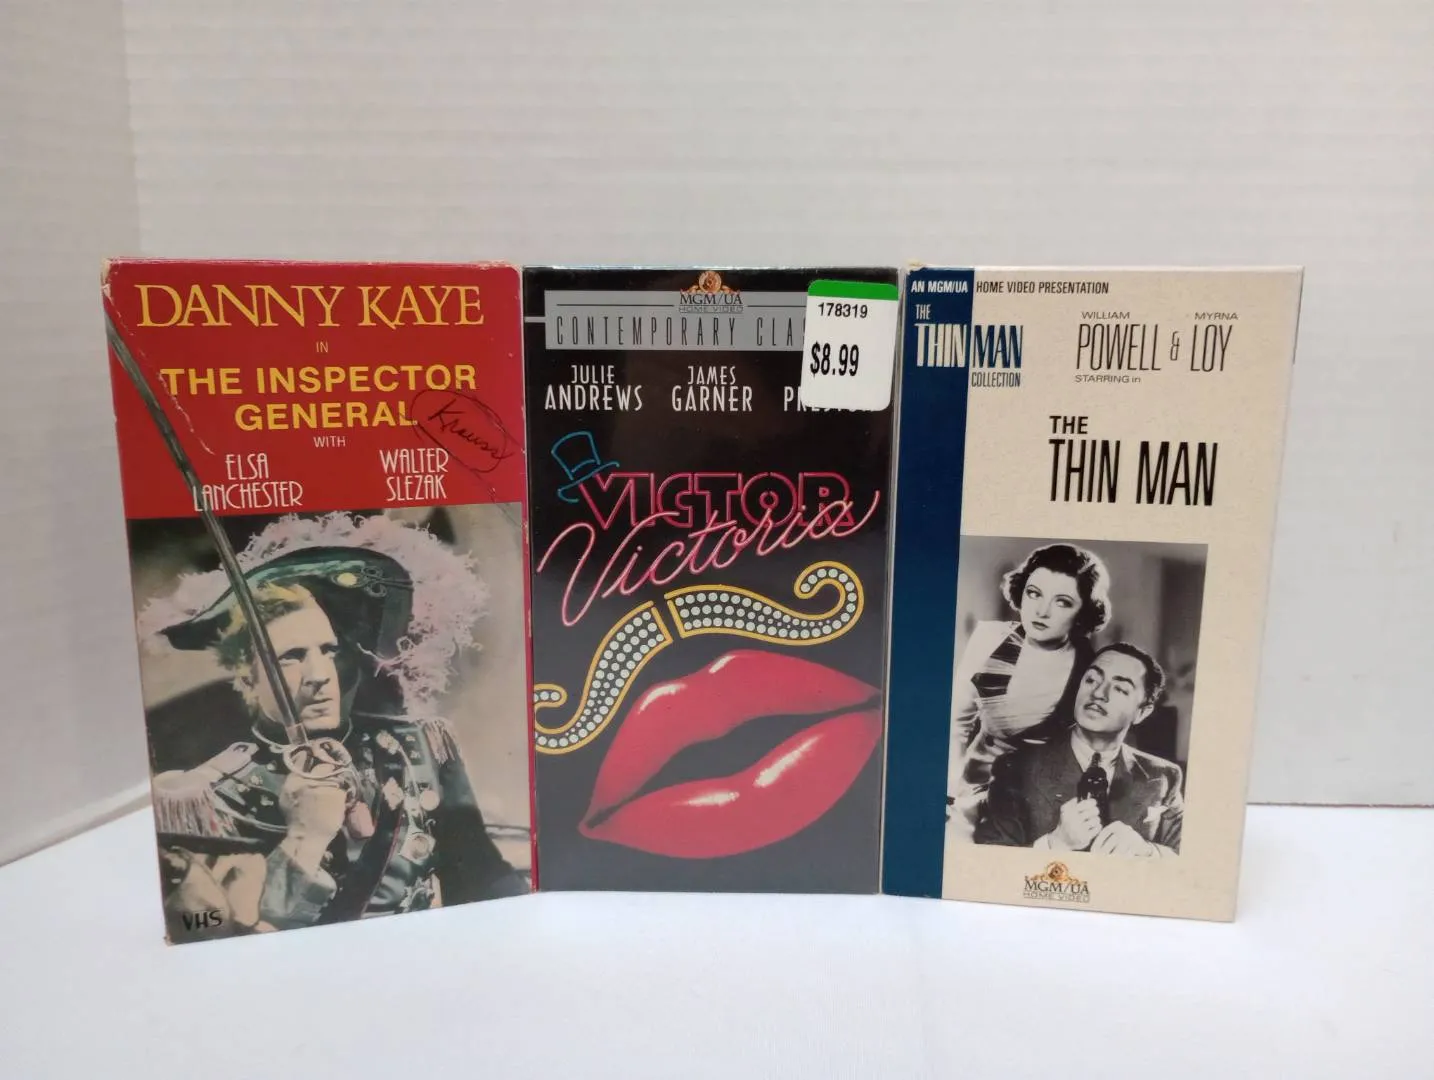 DANNY KAYE
IN
THE INSPECTOR
GENERAL
WITH
ELSA
LANCHESTER
WALTER
SLEZAK
Krauss
VHS
MGM/UA
HOME VIDEO
CONTEMPORARY
178319
$8.99
JULIE
ANDREWS
JAMES
GARNER
VICTOR
Victoria
AN MGM/UA HOME VIDEO PRESENTATION
THE
THIN MAN
COLLECTION
WILLIAM
POWELL & 
MYRNA
LOY
STARRING in
THE
THIN MAN
MGM/UA
HOME VIDEO